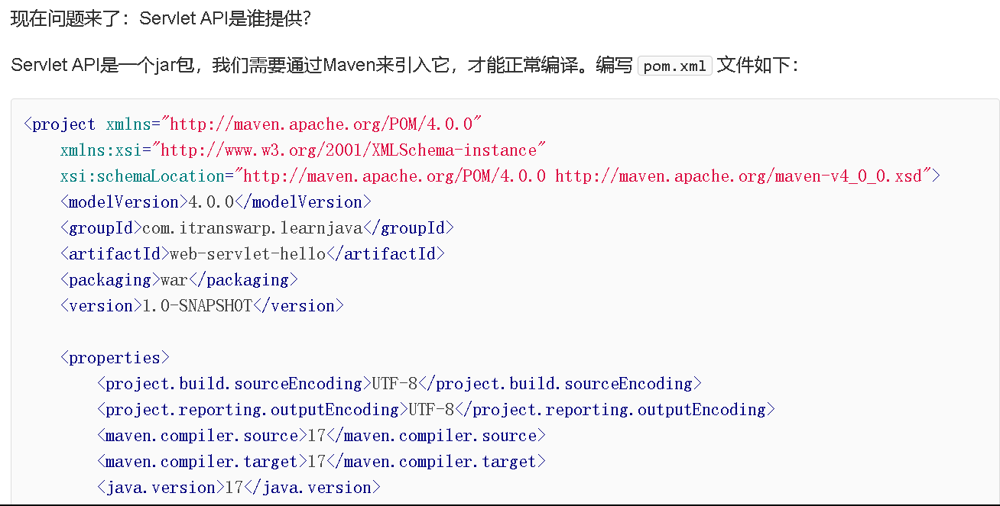 现在问题来了：Servlet API是谁提供？
Servlet API是一个jar包，我们需要通过Maven来引入它，才能正常编译。编写 pom.xml 文件如下：
<project xmlns="http://maven.apache.org/POM/4.0.0"
    xmlns:xsi="http://www.w3.org/2001/XMLSchema-instance"
    xsi:schemaLocation="http://maven.apache.org/POM/4.0.0 http://maven.apache.org/maven-v4_0_0.xsd">
    <modelVersion>4.0.0</modelVersion>
    <groupId>com.itranswarp.learnjava</groupId>
    <artifactId>web-servlet-hello</artifactId>
    <packaging>war</packaging>
    <version>1.0-SNAPSHOT</version>
    <properties>
        <project.build.sourceEncoding>UTF-8</project.build.sourceEncoding>
        <project.reporting.outputEncoding>UTF-8</project.reporting.outputEncoding>
        <maven.compiler.source>17</maven.compiler.source>
        <maven.compiler.target>17</maven.compiler.target>
        <java.version>17</java.version>